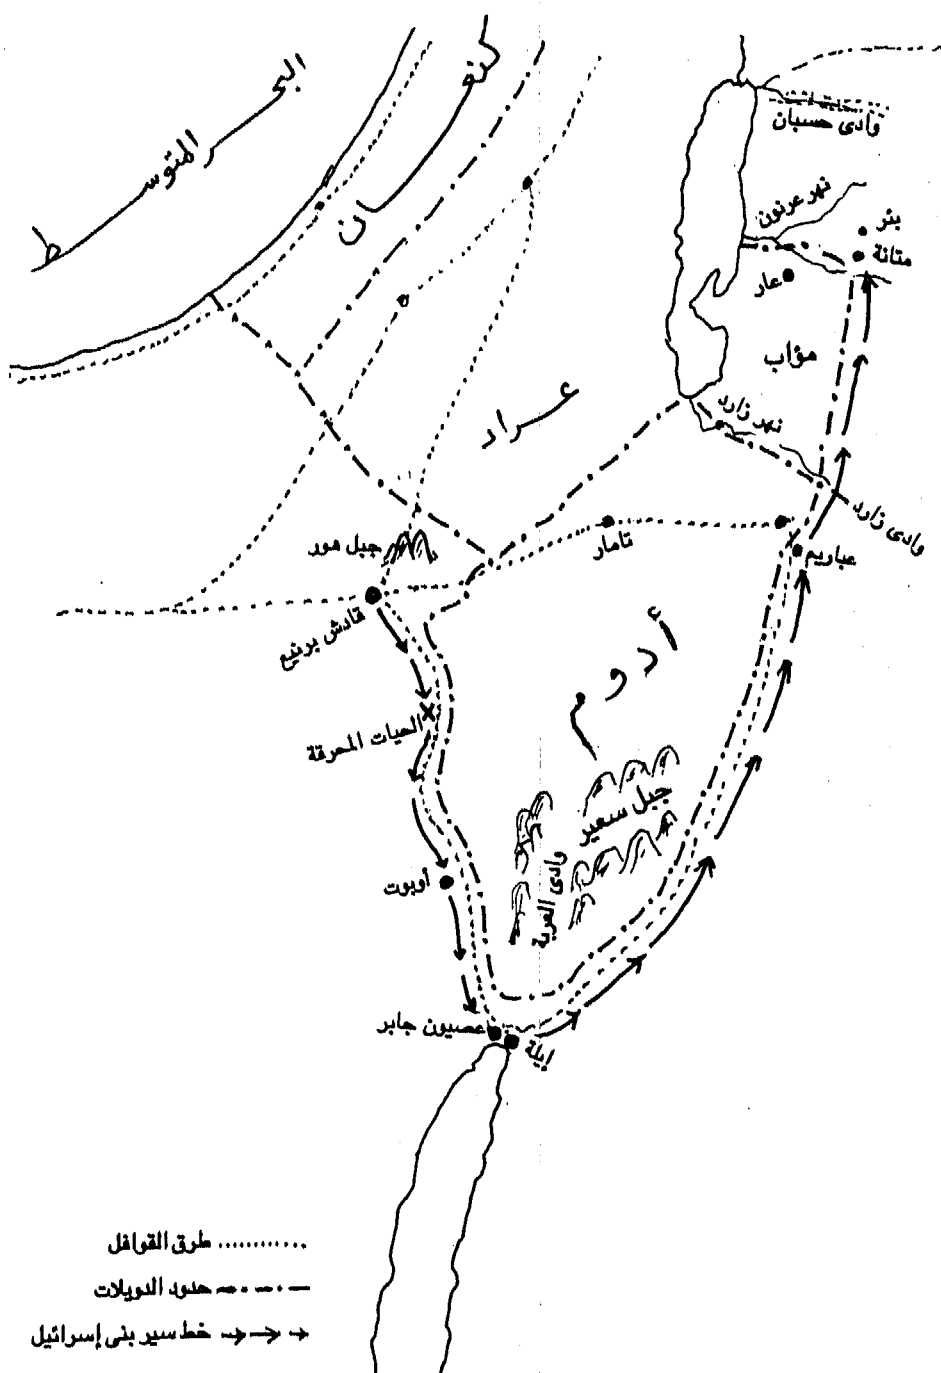 البحر المتوسط
كنعان
وادى حسبان
نهر عرنون
بئر
متانة
عار
مؤاب
نهر زارد
عراد
وادى زارد
جبل هور
تامار
عباريم
قادش برنيع
أدوم
الحيات المحرقة
جبل سعير
وادى العربة
أوبوت
عصيون جابر
إيلة
طرق القوافل
حدود الدويلات
خط سير بنى إسرائيل